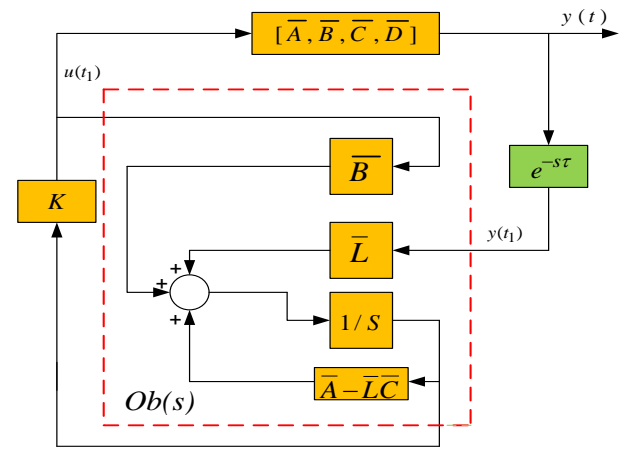 [A̅, B̅, C̅, D̅]
y(t)
u(t₁)
B̅
e^{-sτ}
K
L̅
y(t₁)
+
+
+
1/S
A̅−L̅C̅
Ob(s)